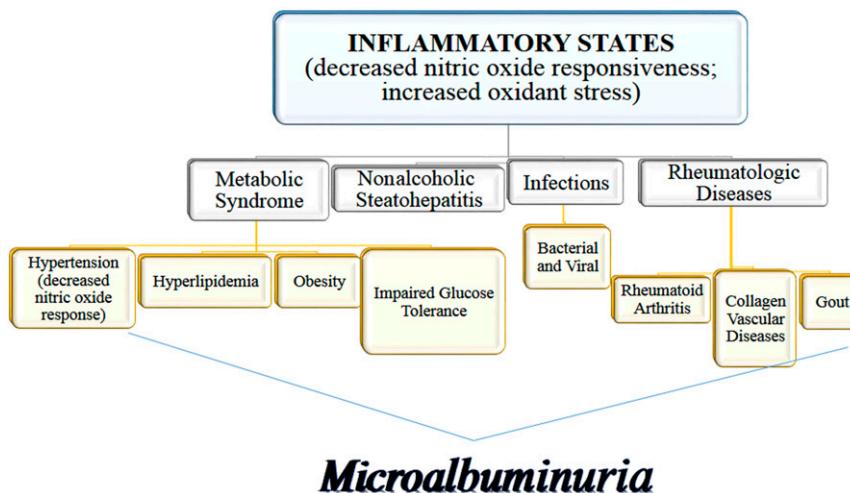 INFLAMMATORY STATES
(decreased nitric oxide responsiveness;
increased oxidant stress)
Metabolic
Syndrome
Nonalcoholic
Steatohepatitis
Infections
Rheumatologic
Diseases
Hypertension
(decreased
nitric oxide
response)
Hyperlipidemia
Obesity
Impaired Glucose
Tolerance
Bacterial
and Viral
Rheumatoid
Arthritis
Collagen
Vascular
Diseases
Gout
Microalbuminuria